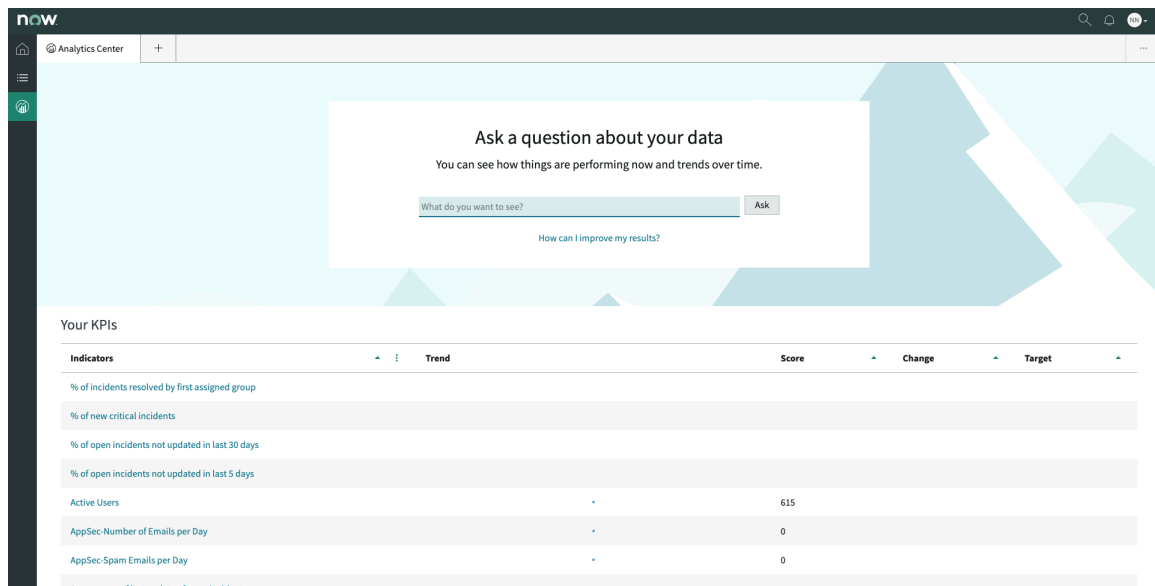 now.
NN
Analytics Center
+
...
Ask a question about your data
You can see how things are performing now and trends over time.
What do you want to see? Ask
How can I improve my results?
Your KPIs
Indicators Trend Score Change Target
% of incidents resolved by first assigned group
% of new critical incidents
% of open incidents not updated in last 30 days
% of open incidents not updated in last 5 days
Active Users 615
AppSec-Number of Emails per Day 0
AppSec-Spam Emails per Day 0